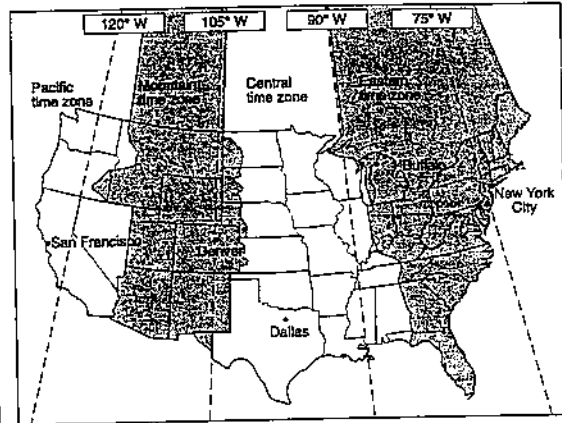 120° W 105° W 90° W 75° W
Pacific
time zone
Mountain
time zone
Central
time zone
Eastern
time zone
Buffalo
New York
City
San Francisco
Denver
Dallas